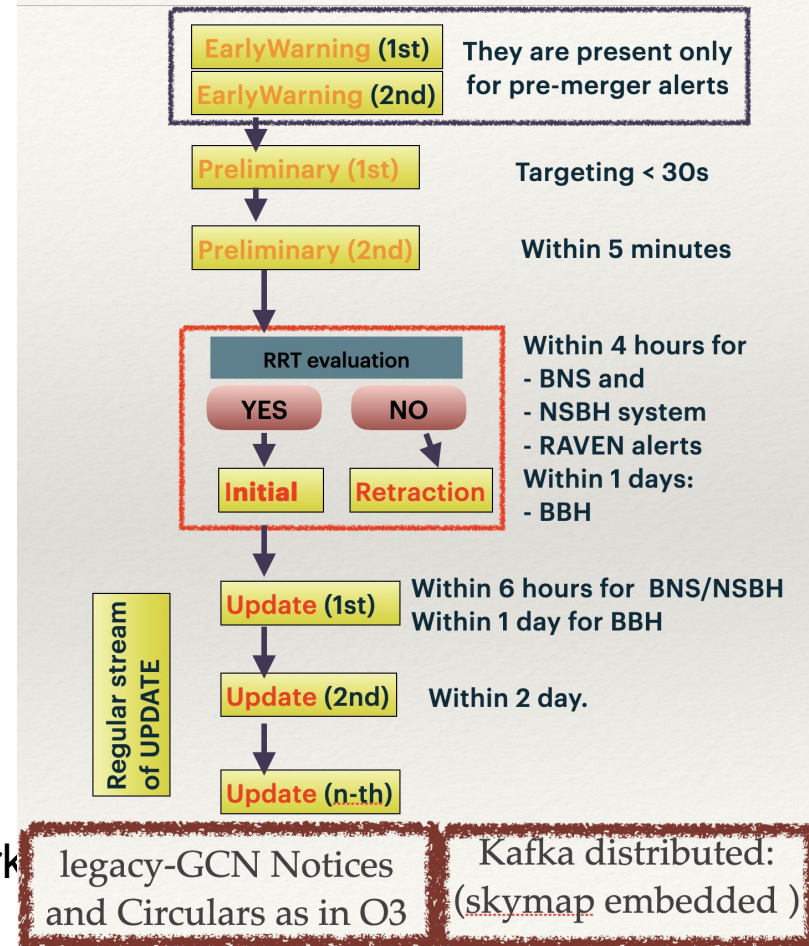 EarlyWarning (1st)
EarlyWarning (2nd)
They are present only
for pre-merger alerts
Preliminary (1st)
Targeting < 30s
Preliminary (2nd)
Within 5 minutes
RRT evaluation
YES
NO
Initial
Retraction
Within 4 hours for
- BNS and
- NSBH system
- RAVEN alerts
Within 1 days:
- BBH
Regular stream
of UPDATE
Update (1st)
Within 6 hours for BNS/NSBH
Within 1 day for BBH
Update (2nd)
Within 2 day.
Update (n-th)
legacy-GCN Notices
and Circulars as in O3
Kafka distributed:
(skymap embedded )